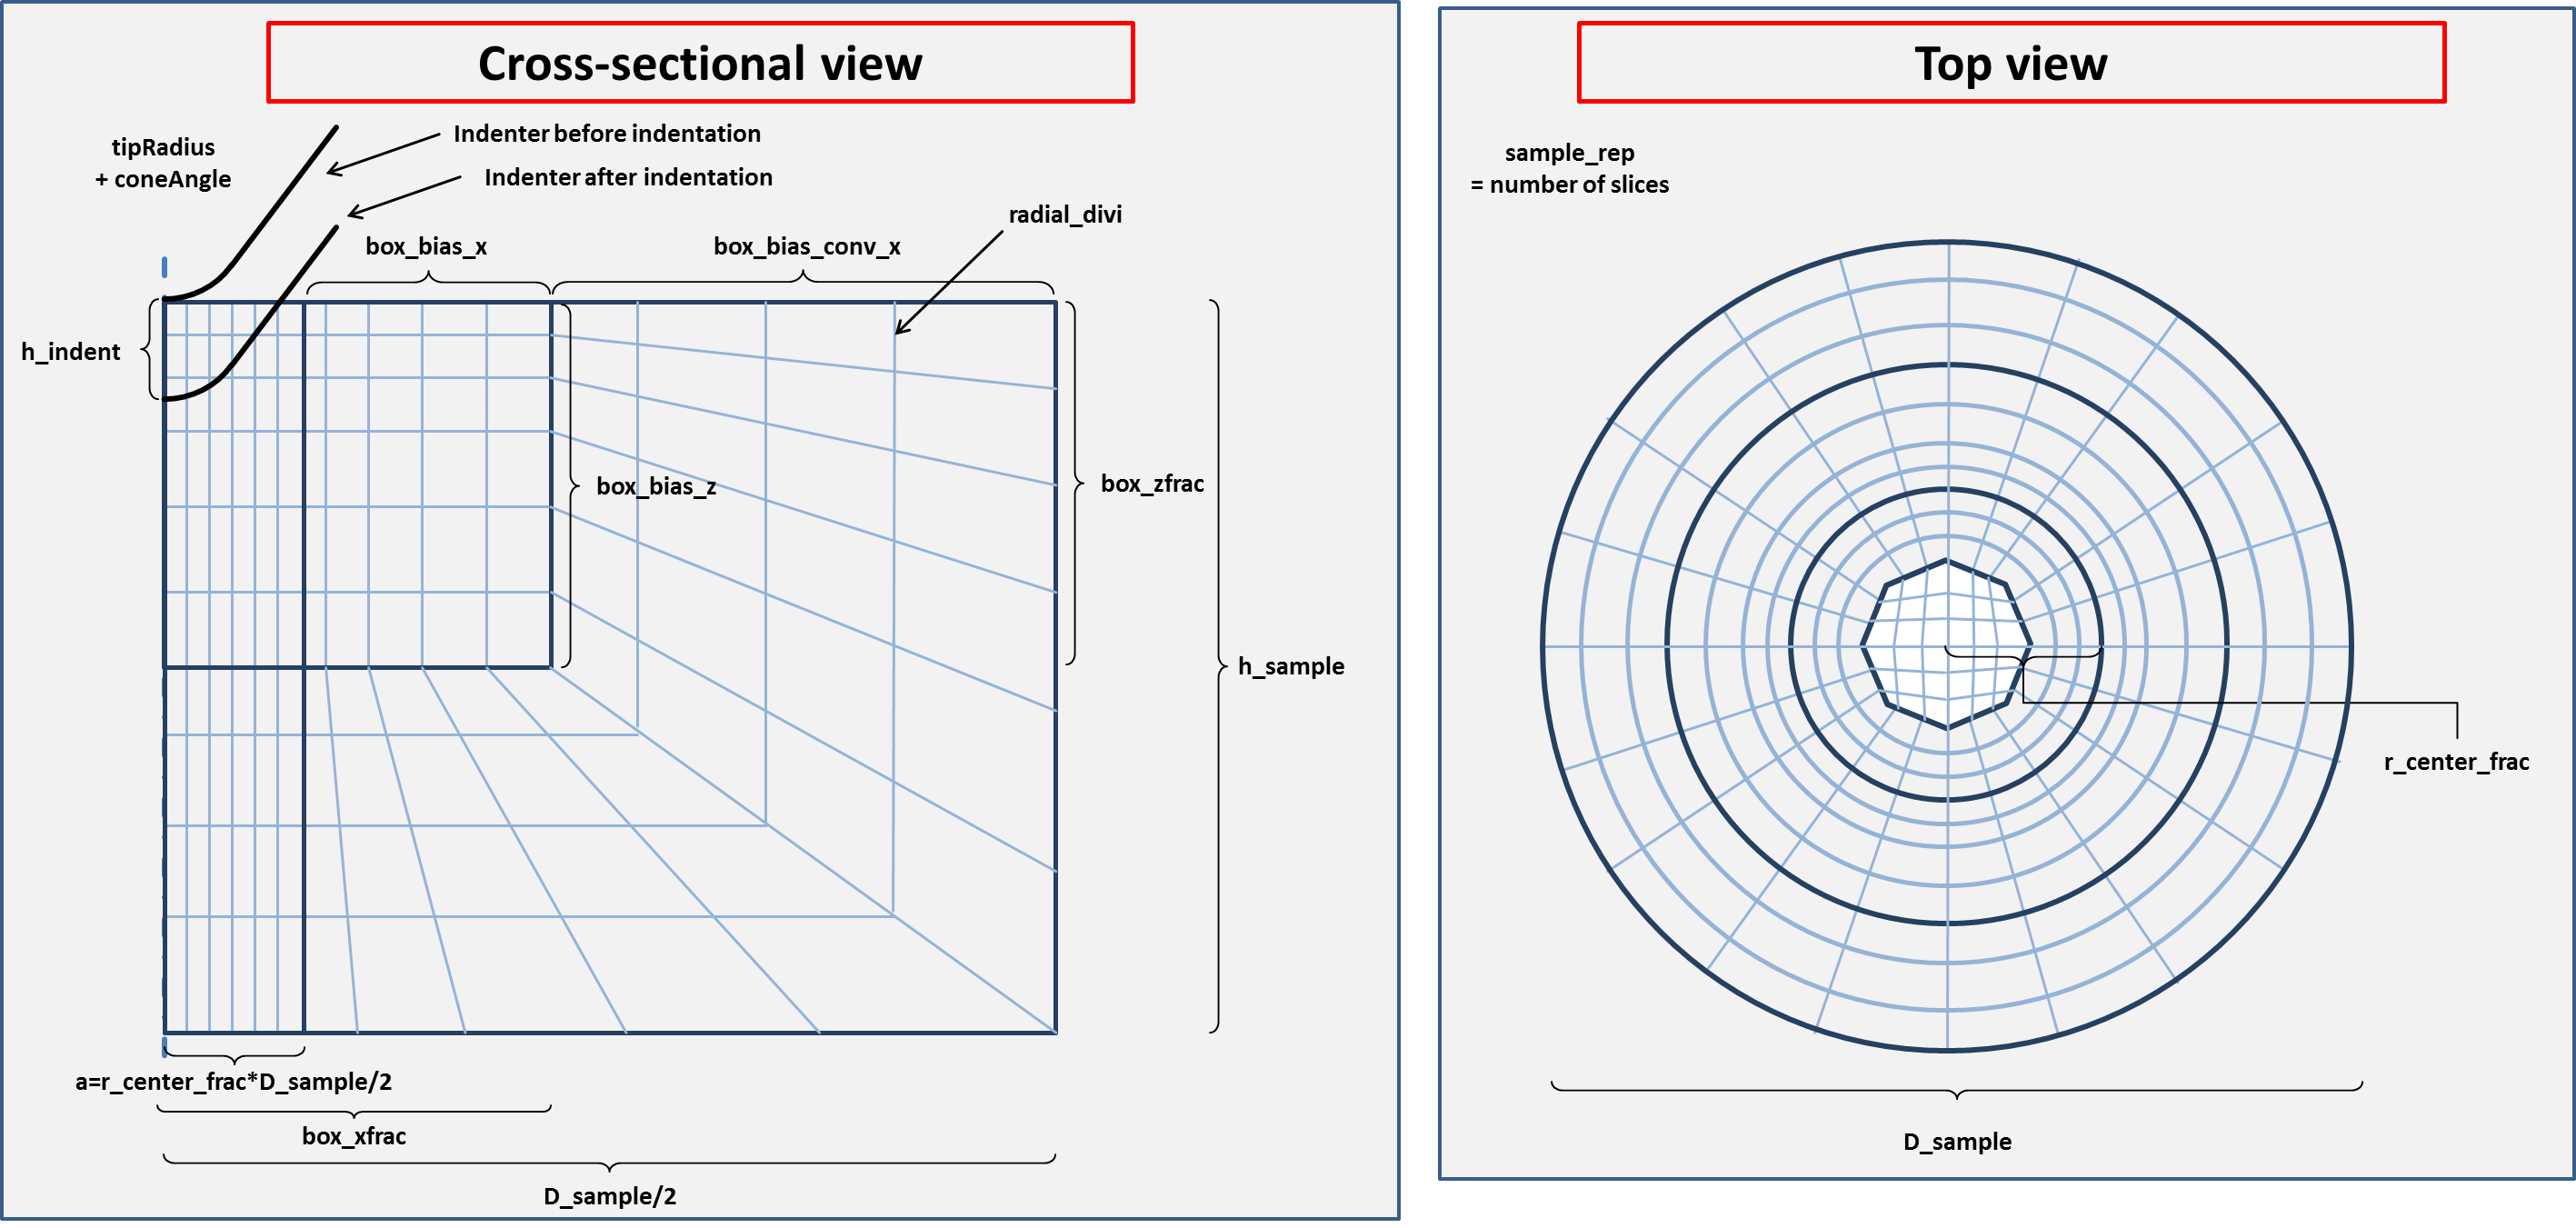 Cross-sectional view
tipRadius
+ coneAngle
Indenter before indentation
Indenter after indentation
radial_divi
box_bias_x
box_bias_conv_x
h_indent
box_bias_z
box_zfrac
h_sample
a=r_center_frac*D_sample/2
box_xfrac
D_sample/2
Top view
sample_rep
= number of slices
r_center_frac
D_sample